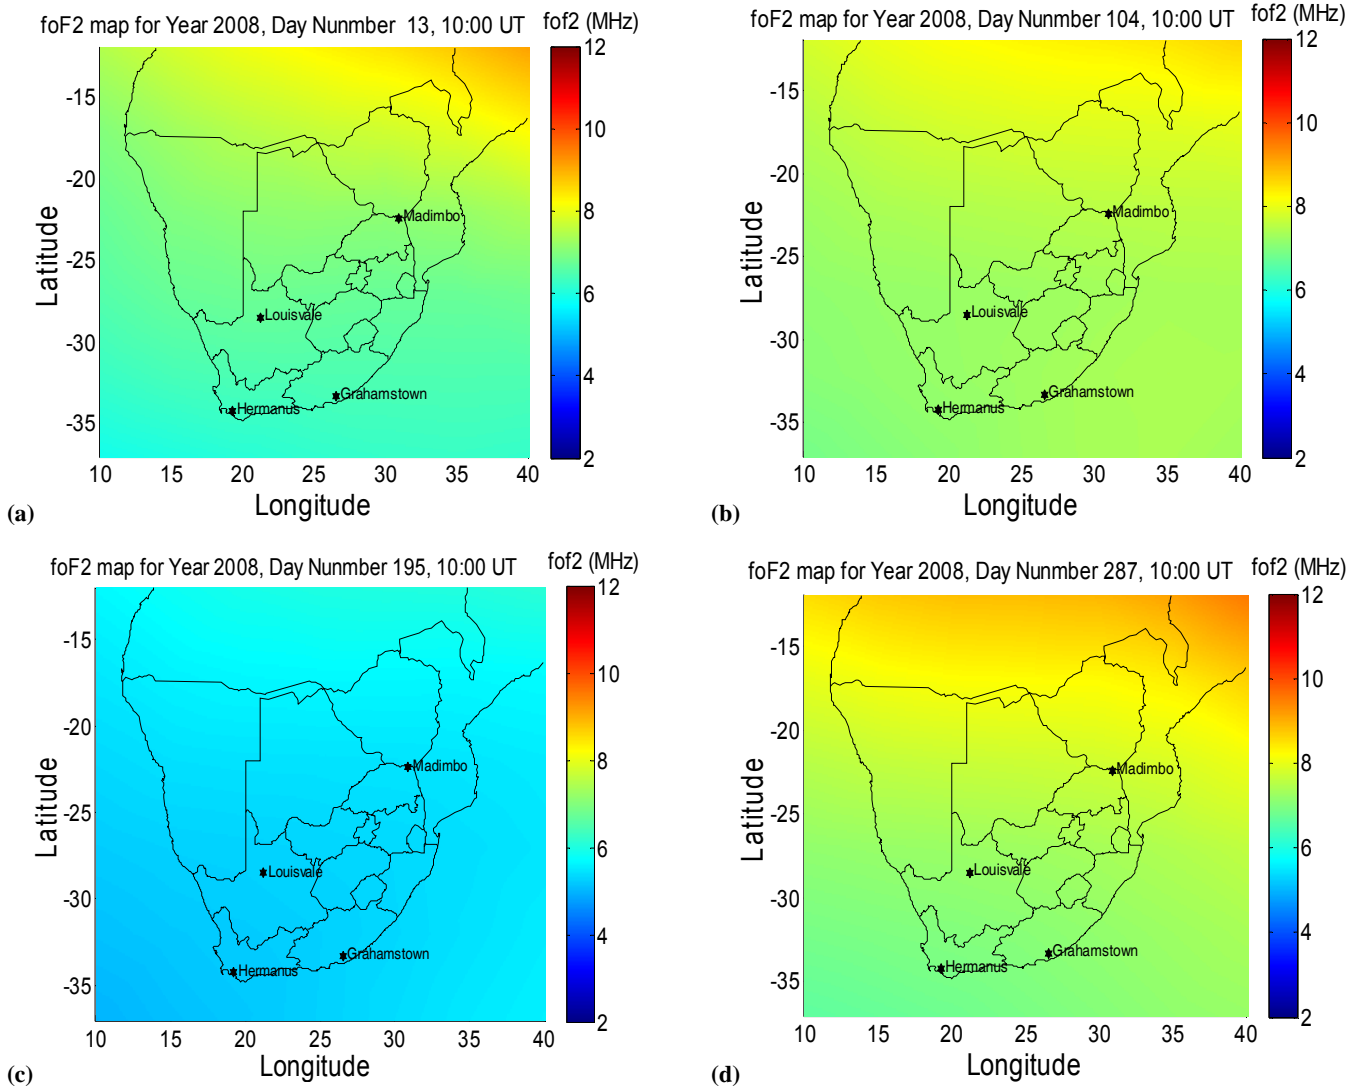 foF2 map for Year 2008, Day Nunmber 13, 10:00 UT
fof2 (MHz)
12
10
8
6
4
2
-15
-20
-25
-30
-35
Latitude
Madimbo
Louisvale
Grahamstown
Hermanus
10 15 20 25 30 35 40
Longitude
(a)
foF2 map for Year 2008, Day Nunmber 104, 10:00 UT
fof2 (MHz)
12
10
8
6
4
2
-15
-20
-25
-30
-35
Latitude
Madimbo
Louisvale
Grahamstown
Hermanus
10 15 20 25 30 35 40
Longitude
(b)
foF2 map for Year 2008, Day Nunmber 195, 10:00 UT
fof2 (MHz)
12
10
8
6
4
2
-15
-20
-25
-30
-35
Latitude
Madimbo
Louisvale
Grahamstown
Hermanus
10 15 20 25 30 35 40
Longitude
(c)
foF2 map for Year 2008, Day Nunmber 287, 10:00 UT
fof2 (MHz)
12
10
8
6
4
2
-15
-20
-25
-30
-35
Latitude
Madimbo
Louisvale
Grahamstown
Hermanus
10 15 20 25 30 35 40
Longitude
(d)